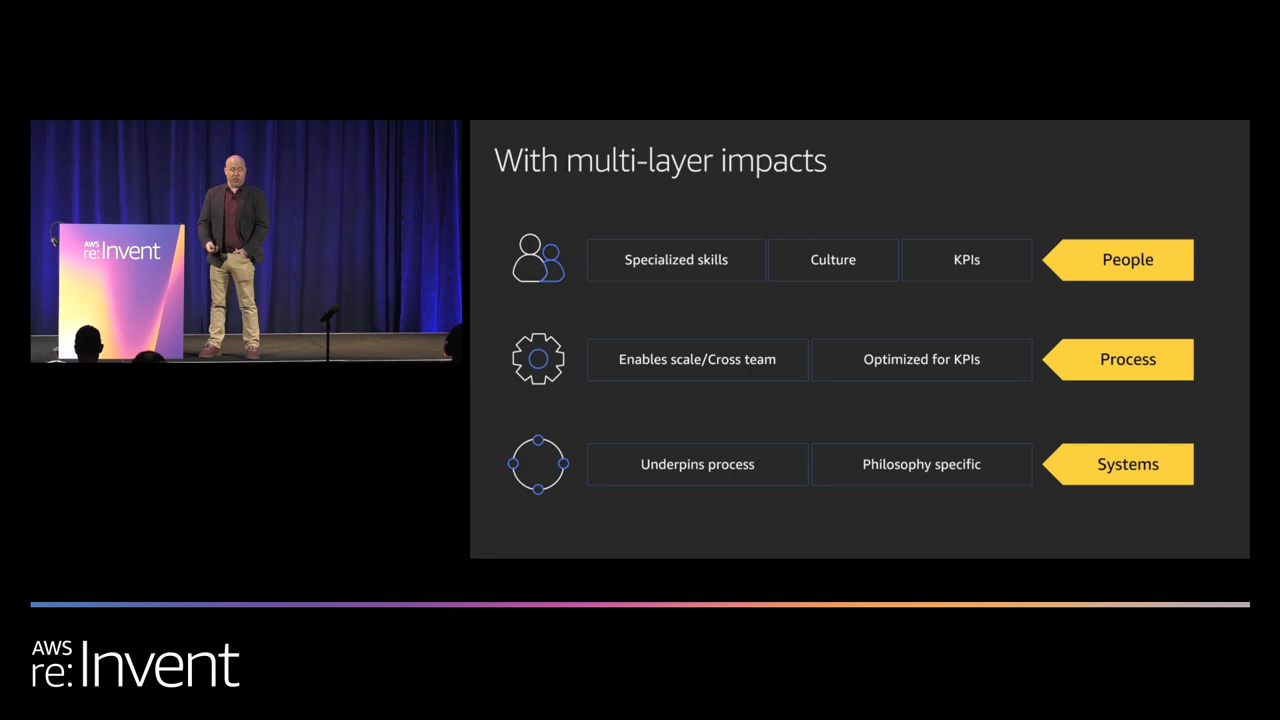 AWS
re:Invent
With multi-layer impacts
Specialized skills
Culture
KPIs
People
Enables scale/Cross team
Optimized for KPIs
Process
Underpins process
Philosophy specific
Systems
AWS
re:Invent